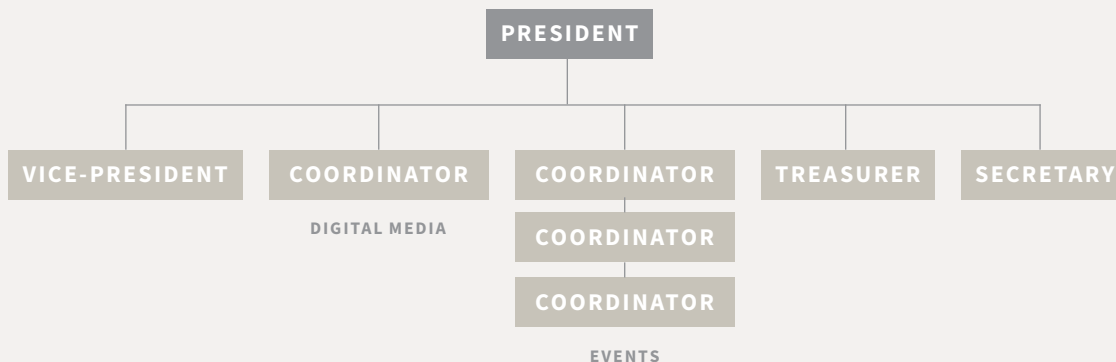 PRESIDENT
VICE-PRESIDENT
COORDINATOR
DIGITAL MEDIA
COORDINATOR
COORDINATOR
COORDINATOR
EVENTS
TREASURER
SECRETARY